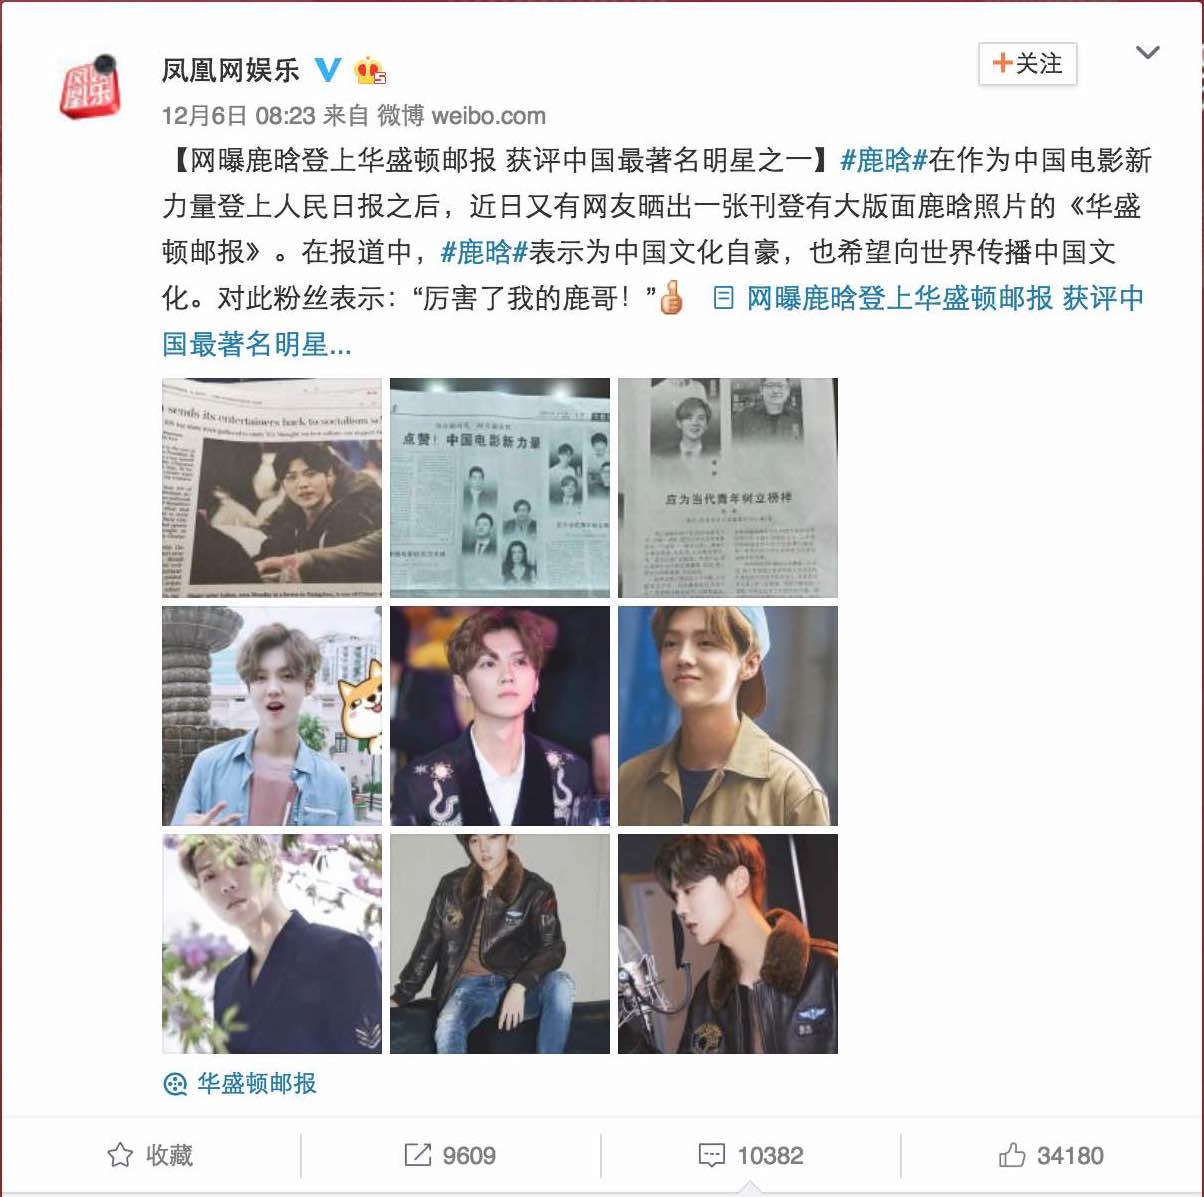 凤凰网娱乐
+关注
12月6日 08:23 来自 微博 weibo.com
【网曝鹿晗登上华盛顿邮报 获评中国最著名明星之一】#鹿晗#在作为中国电影新
力量登上人民日报之后，近日又有网友晒出一张刊登有大版面鹿晗照片的《华盛
顿邮报》。在报道中，#鹿晗#表示为中国文化自豪，也希望向世界传播中国文
化。对此粉丝表示：“厉害了我的鹿哥！” 网曝鹿晗登上华盛顿邮报 获评中
国最著名明星...
sends its entertainers back to socialism
点赞！中国电影新力量
应为当代青年树立榜样
华盛顿邮报
收藏
9609
10382
34180